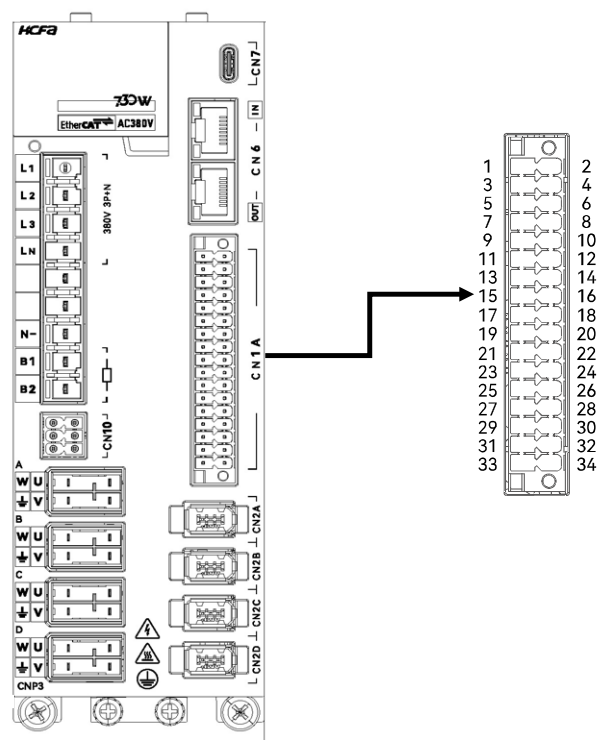 HCFA
CN7
730W
EtherCAT
AC380V
IN
CN6
OUT
L1
L2
L3
LN
380V 3P+N
N-
B1
B2
CN10
CN1A
A
W U
V
B
W U
V
C
W U
V
D
W U
V
CNP3
CN2A
CN2B
CN2C
CN2D
1 2
3 4
5 6
7 8
9 10
11 12
13 14
15 16
17 18
19 20
21 22
23 24
25 26
27 28
29 30
31 32
33 34